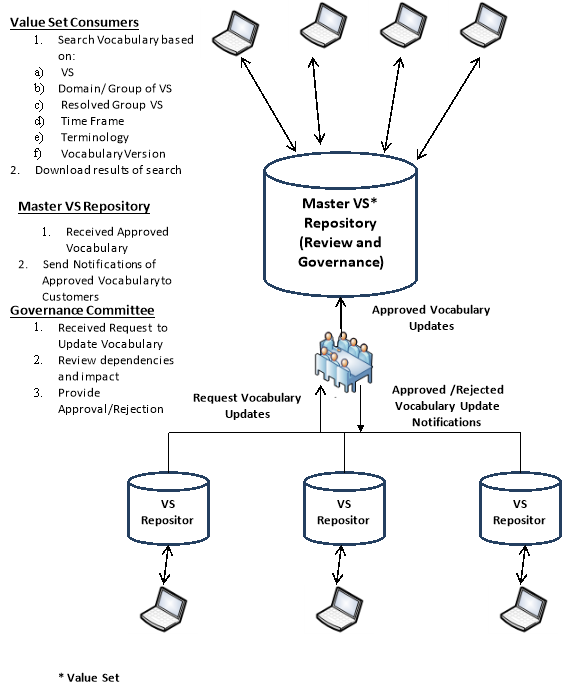 Value Set Consumers
1. Search Vocabulary based
on:
a) VS
b) Domain/ Group of VS
c) Resolved Group VS
d) Time Frame
e) Terminology
f) Vocabulary Version
2. Download results of search
Master VS Repository
1. Received Approved
Vocabulary
2. Send Notifications of
Approved Vocabulary to
Customers
Governance Committee
1. Received Request to
Update Vocabulary
2. Review dependencies
and impact
3. Provide
Approval/Rejection
Master VS*
Repository
(Review and
Governance)
Approved Vocabulary
Updates
Request Vocabulary
Updates
Approved /Rejected
Vocabulary Update
Notifications
VS
Repositor
VS
Repositor
VS
Repositor
* Value Set